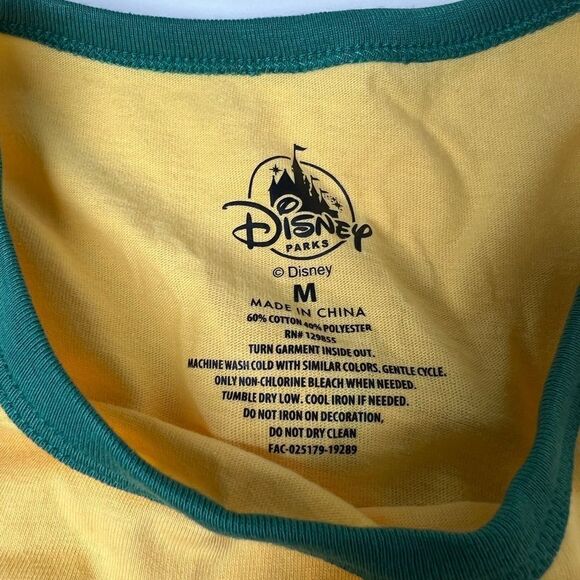 Disney
PARKS
© Disney
M
MADE IN CHINA
60% COTTON 40% POLYESTER
RN# 129855
TURN GARMENT INSIDE OUT.
MACHINE WASH COLD WITH SIMILAR COLORS. GENTLE CYCLE.
ONLY NON-CHLORINE BLEACH WHEN NEEDED.
TUMBLE DRY LOW. COOL IRON IF NEEDED.
DO NOT IRON ON DECORATION,
DO NOT DRY CLEAN
FAC-025179-19289